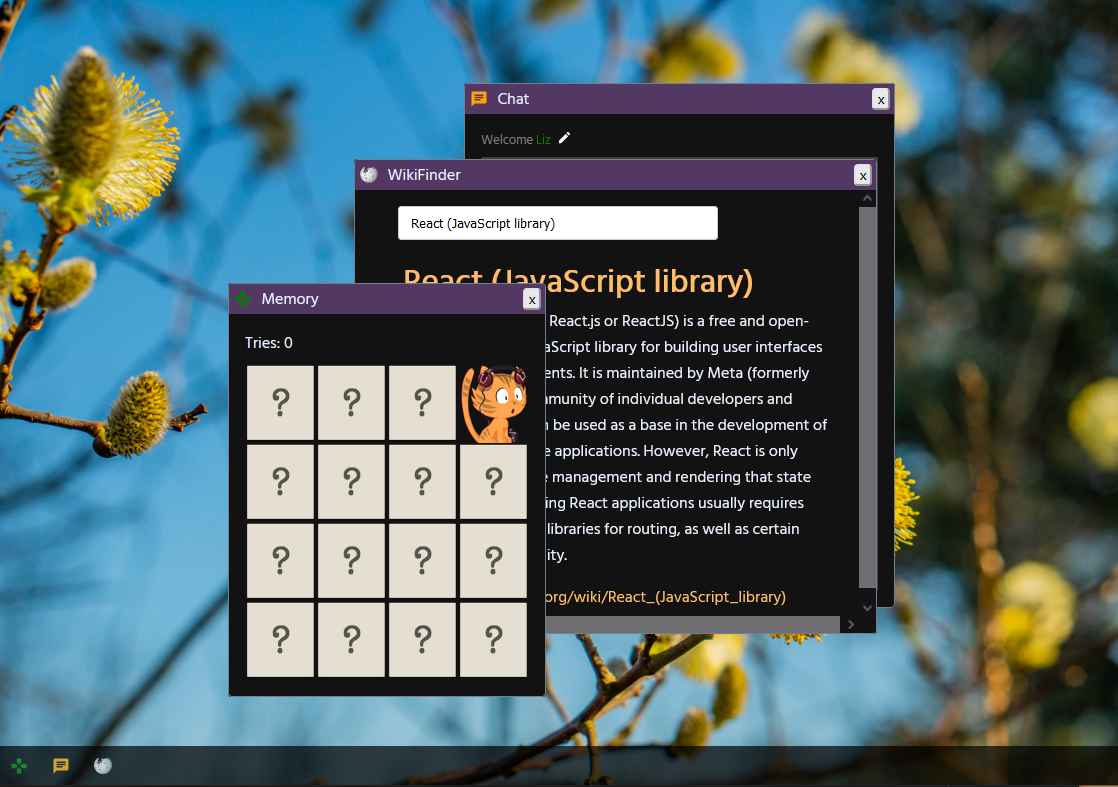 Chat
x
Welcome Liz
WikiFinder
x
React (JavaScript library)
React (JavaScript library)
React.js or ReactJS) is a free and open-
aScript library for building user interfaces
ents. It is maintained by Meta (formerly
mmunity of individual developers and
n be used as a base in the development of
e applications. However, React is only
e management and rendering that state
ing React applications usually requires
libraries for routing, as well as certain
ity.
org/wiki/React_(JavaScript_library)
Memory
x
Tries: 0
? ? ?
? ? ? ?
? ? ? ?
? ? ? ?